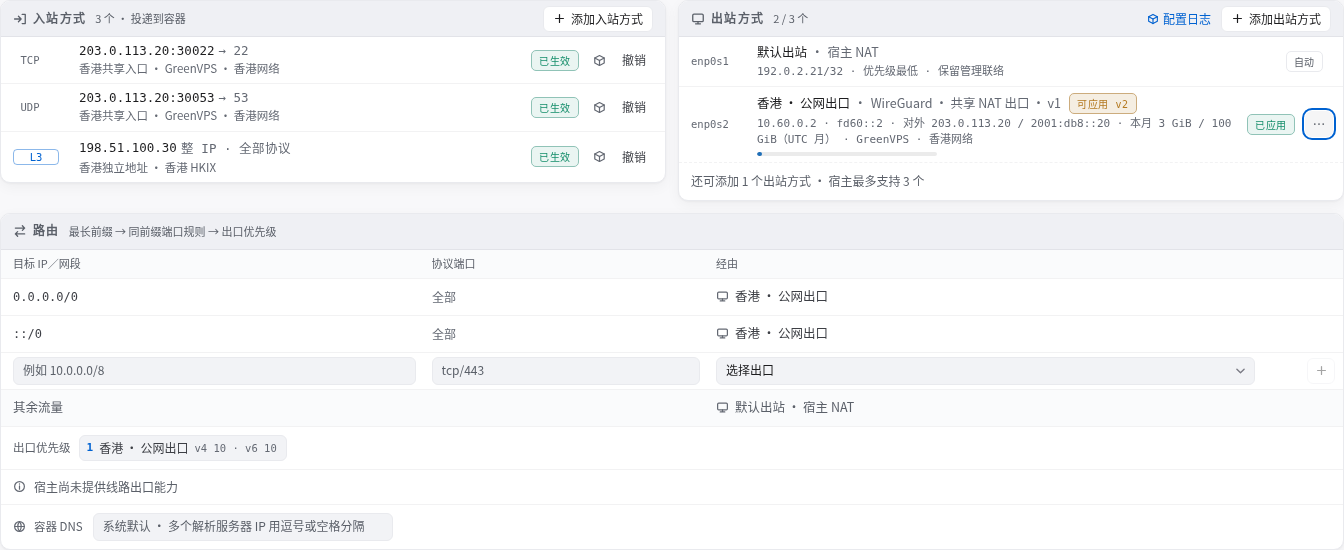 入站方式 3 个 · 投递到容器
+ 添加入站方式
TCP
203.0.113.20:30022 → 22
香港共享入口 · GreenVPS · 香港网络
已生效
撤销
UDP
203.0.113.20:30053 → 53
香港共享入口 · GreenVPS · 香港网络
已生效
撤销
L3
198.51.100.30 整 IP · 全部协议
香港独立地址 · 香港 HKIX
已生效
撤销
出站方式 2 / 3 个
配置日志
+ 添加出站方式
enp0s1
默认出站 · 宿主 NAT
192.0.2.21/32 · 优先级最低 · 保留管理联络
自动
enp0s2
香港 · 公网出口 · WireGuard · 共享 NAT 出口 · v1 可应用 v2
10.60.0.2 · fd60::2 · 对外 203.0.113.20 / 2001:db8::20 · 本月 3 GiB / 100
GiB（UTC 月） · GreenVPS · 香港网络
已应用
···
还可添加 1 个出站方式 · 宿主最多支持 3 个
路由 最长前缀 → 同前缀端口规则 → 出口优先级
目标 IP／网段 协议端口 经由
0.0.0.0/0 全部 香港 · 公网出口
::/0 全部 香港 · 公网出口
例如 10.0.0.0/8 tcp/443 选择出口 +
其余流量 默认出站 · 宿主 NAT
出口优先级 1 香港 · 公网出口 v4 10 · v6 10
宿主尚未提供线路出口能力
容器 DNS 系统默认 · 多个解析服务器 IP 用逗号或空格分隔